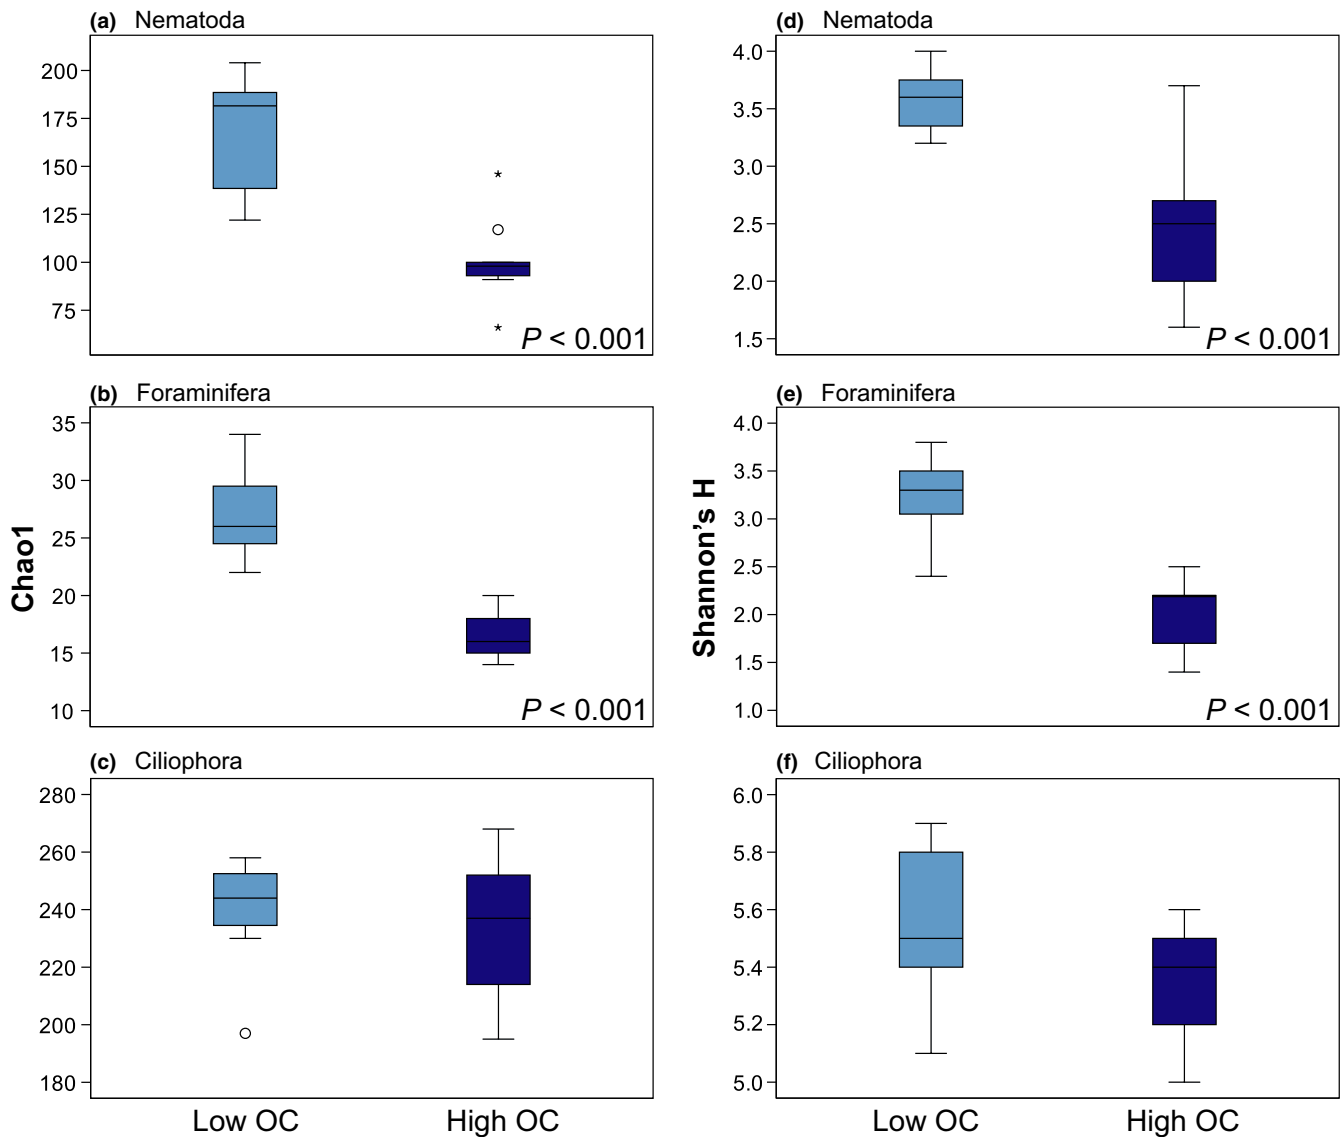 (a) Nematoda
200
175
150
125
100
75
P < 0.001
(b) Foraminifera
35
30
25
20
15
10
P < 0.001
(c) Ciliophora
280
260
240
220
200
180
Low OC High OC
Chao1
(d) Nematoda
4.0
3.5
3.0
2.5
2.0
1.5
P < 0.001
(e) Foraminifera
4.0
3.5
3.0
2.5
2.0
1.5
1.0
P < 0.001
(f) Ciliophora
6.0
5.8
5.6
5.4
5.2
5.0
Low OC High OC
Shannon's H